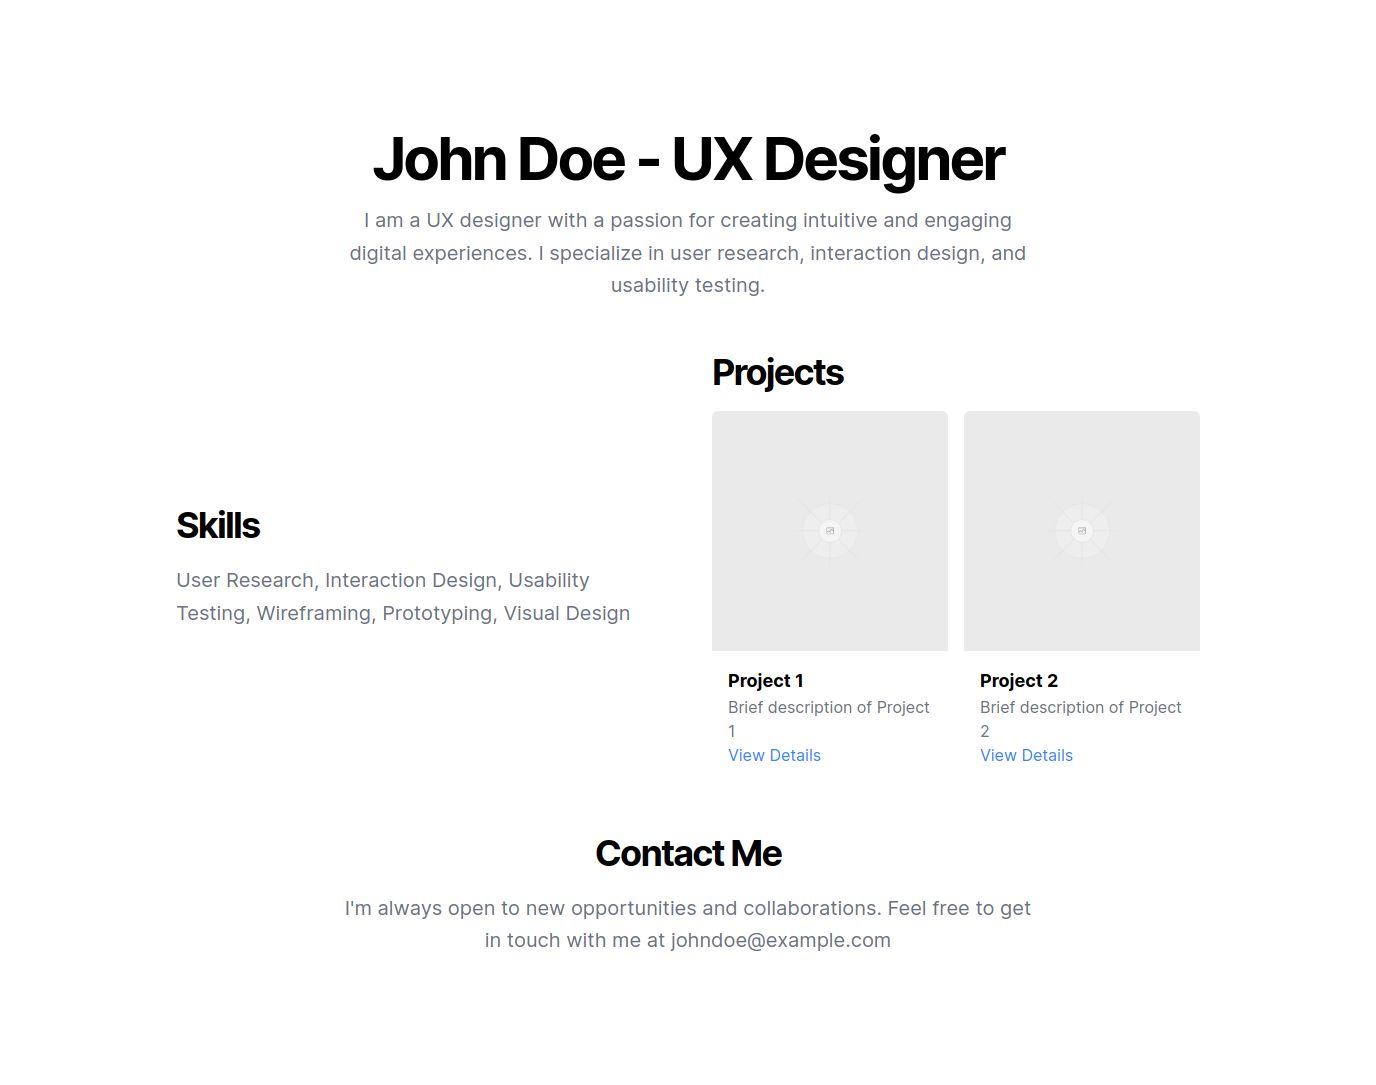 John Doe - UX Designer
I am a UX designer with a passion for creating intuitive and engaging
digital experiences. I specialize in user research, interaction design, and
usability testing.
Skills
User Research, Interaction Design, Usability
Testing, Wireframing, Prototyping, Visual Design
Projects
Project 1
Brief description of Project
1
View Details
Project 2
Brief description of Project
2
View Details
Contact Me
I'm always open to new opportunities and collaborations. Feel free to get
in touch with me at johndoe@example.com